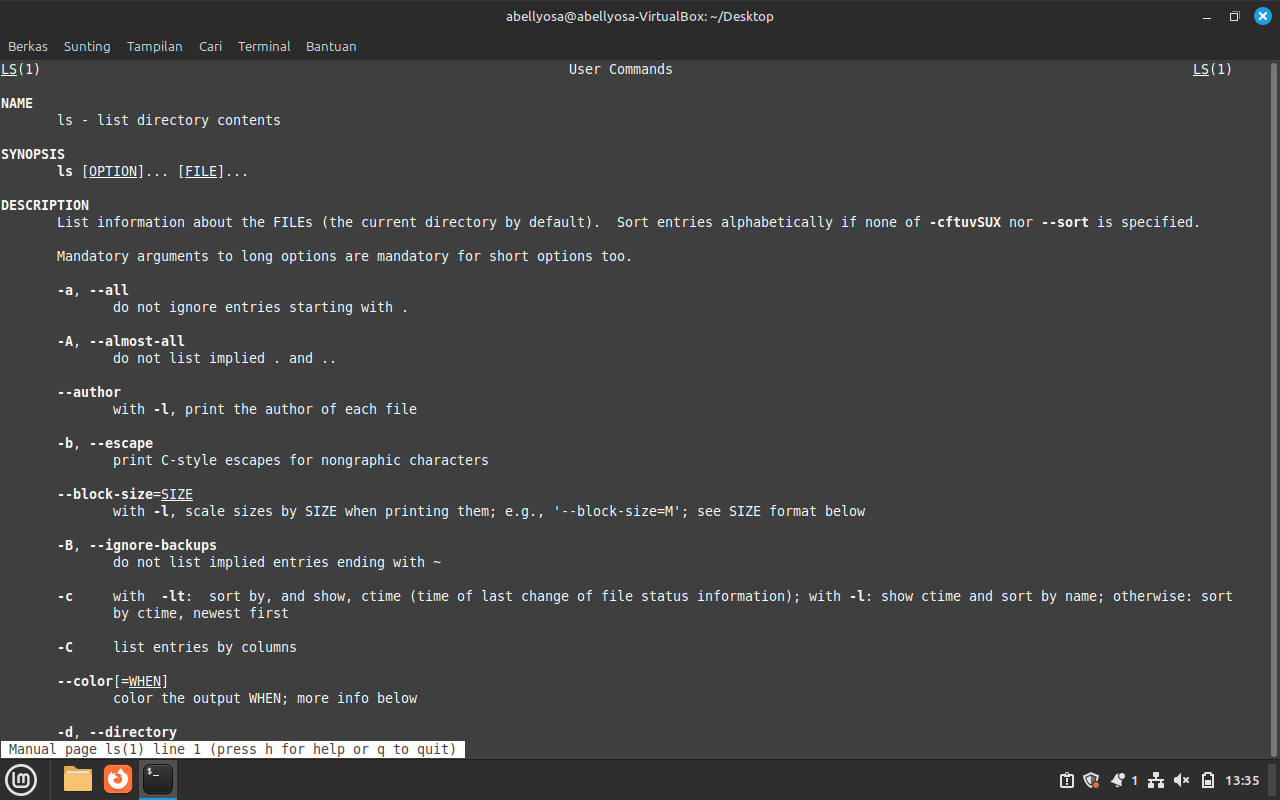 abellyosa@abellyosa-VirtualBox: ~/Desktop
Berkas Sunting Tampilan Cari Terminal Bantuan
LS(1) User Commands LS(1)
NAME
ls - list directory contents
SYNOPSIS
ls [OPTION]... [FILE]...
DESCRIPTION
List information about the FILEs (the current directory by default).  Sort entries alphabetically if none of -cftuvSUX nor --sort is specified.
Mandatory arguments to long options are mandatory for short options too.
-a, --all
do not ignore entries starting with .
-A, --almost-all
do not list implied . and ..
--author
with -l, print the author of each file
-b, --escape
print C-style escapes for nongraphic characters
--block-size=SIZE
with -l, scale sizes by SIZE when printing them; e.g., '--block-size=M'; see SIZE format below
-B, --ignore-backups
do not list implied entries ending with ~
-c with  -lt:  sort by, and show, ctime (time of last change of file status information); with -l: show ctime and sort by name; otherwise: sort
by ctime, newest first
-C list entries by columns
--color[=WHEN]
color the output WHEN; more info below
-d, --directory
Manual page ls(1) line 1 (press h for help or q to quit)
$_ 1 13:35